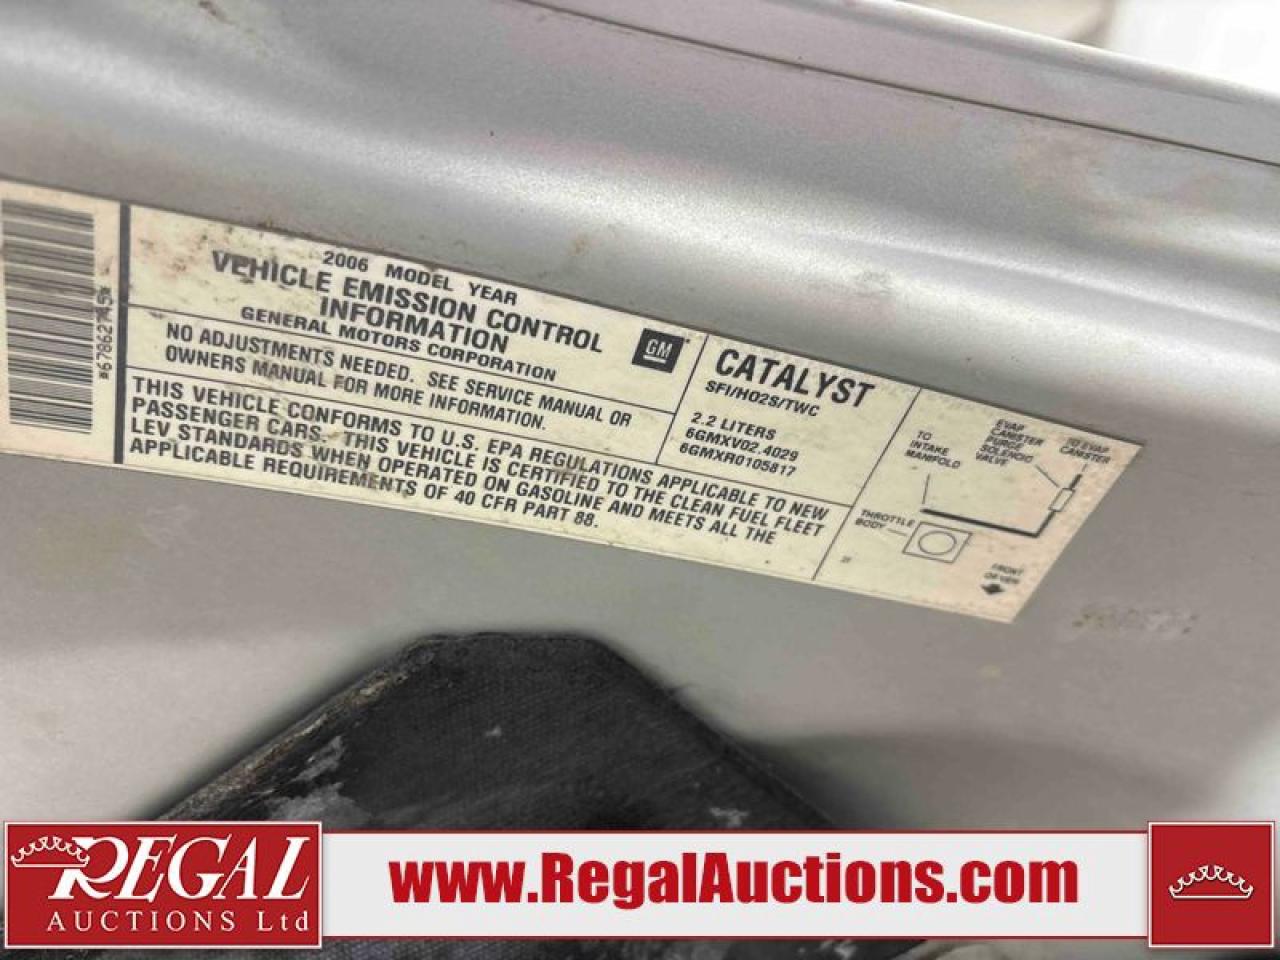 *67862745*
2006 MODEL YEAR
VEHICLE EMISSION CONTROL
INFORMATION
GENERAL MOTORS CORPORATION
GM
NO ADJUSTMENTS NEEDED. SEE SERVICE MANUAL OR
OWNERS MANUAL FOR MORE INFORMATION.
THIS VEHICLE CONFORMS TO U.S. EPA REGULATIONS APPLICABLE TO NEW
PASSENGER CARS. THIS VEHICLE IS CERTIFIED TO THE CLEAN FUEL FLEET
LEV STANDARDS WHEN OPERATED ON GASOLINE AND MEETS ALL THE
APPLICABLE REQUIREMENTS OF 40 CFR PART 88.
CATALYST
SFI/HO2S/TWC
2.2 LITERS
6GMXV02.4029
6GMXR0105817
TO
INTAKE
MANIFOLD
EVAP
CANISTER
PURGE
SOLENOID
VALVE
TO EVAP
CANISTER
THROTTLE
BODY
FRONT
OF VEH
REGAL
AUCTIONS Ltd
www.RegalAuctions.com